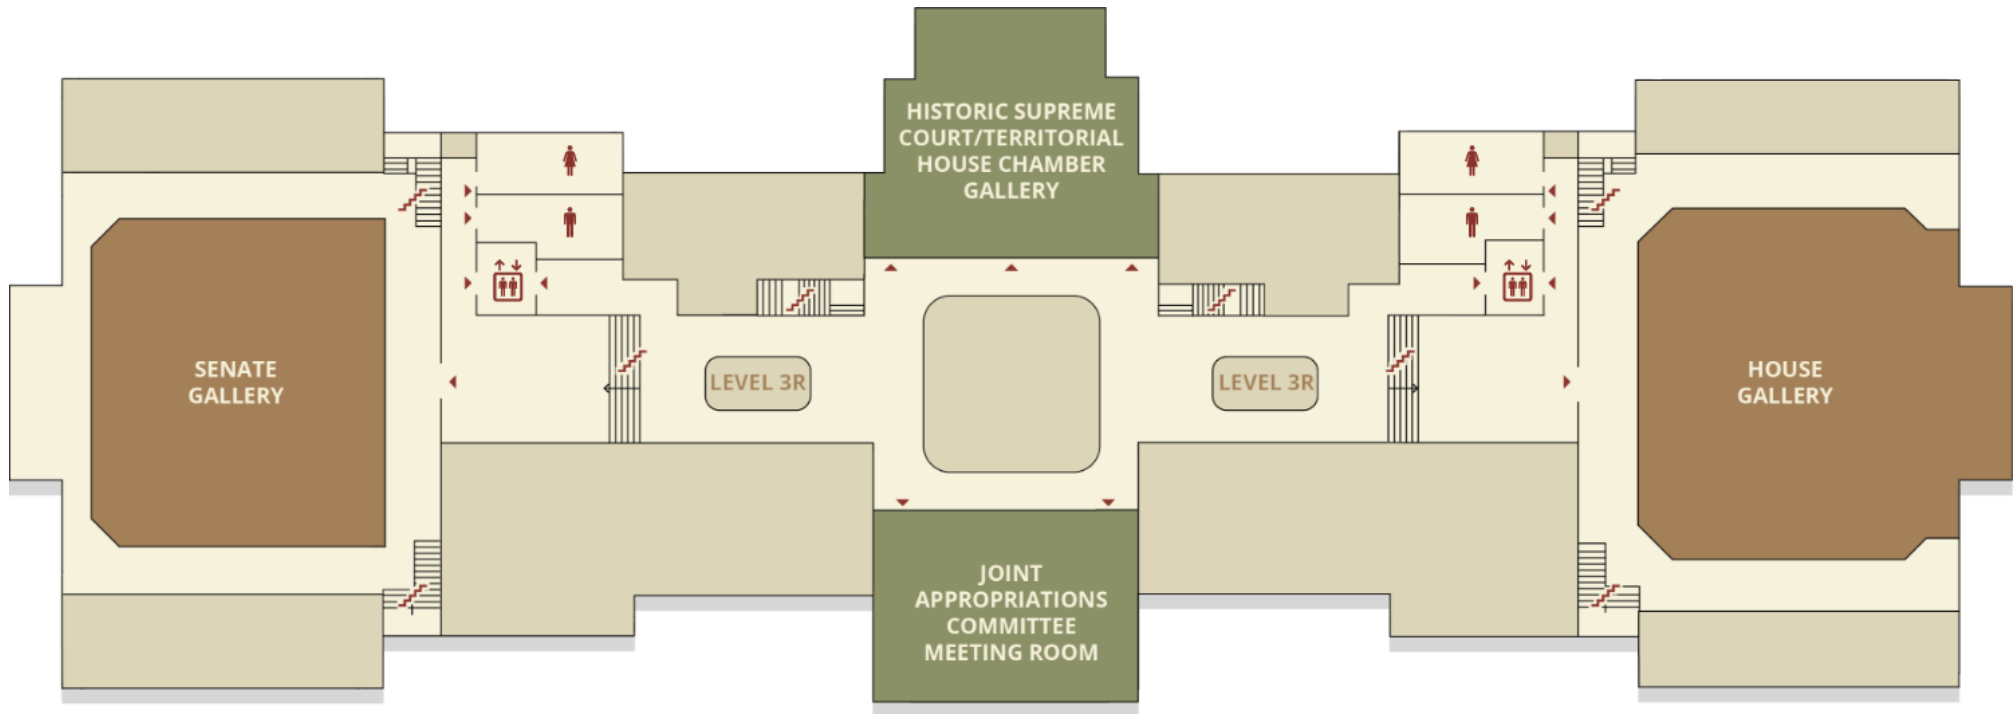 HISTORIC SUPREME
COURT/TERRITORIAL
HOUSE CHAMBER
GALLERY
SENATE
GALLERY
LEVEL 3R
LEVEL 3R
HOUSE
GALLERY
JOINT
APPROPRIATIONS
COMMITTEE
MEETING ROOM